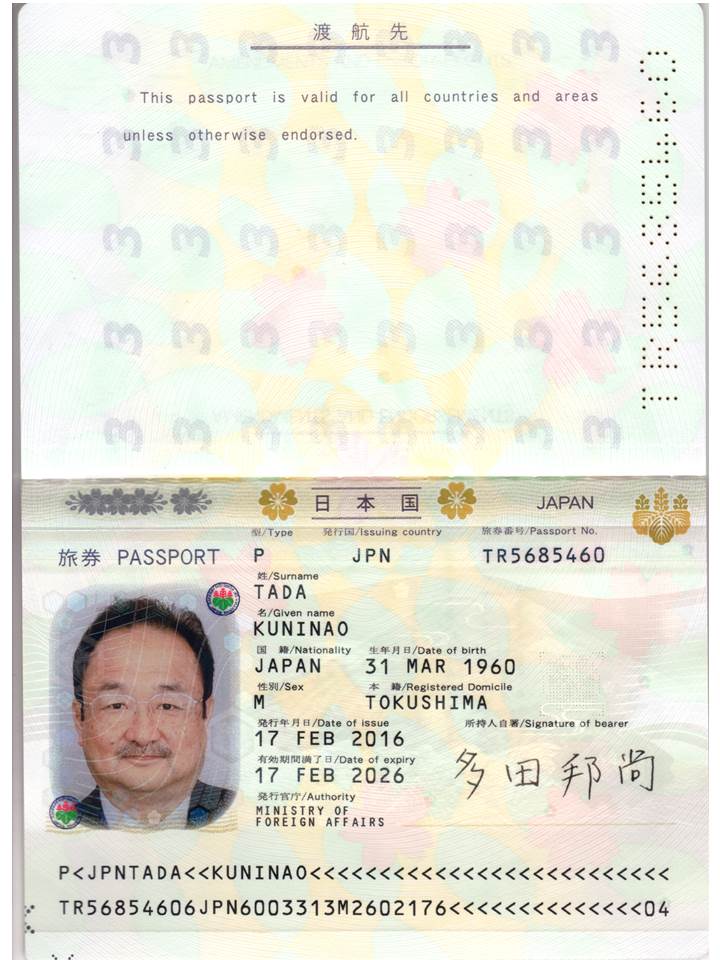 渡航先
This passport is valid for all countries and areas
unless otherwise endorsed.
TR5685460
日本国 JAPAN
型/Type 発行国/Issuing country 旅券番号/Passport No.
旅券 PASSPORT P JPN TR5685460
姓/Surname
TADA
名/Given name
KUNINAO
国 籍/Nationality 生年月日/Date of birth
JAPAN 31 MAR 1960
性別/Sex 本 籍/Registered Domicile
M TOKUSHIMA
発行年月日/Date of issue 所持人自署/Signature of bearer
17 FEB 2016
有効期間満了日/Date of expiry
17 FEB 2026
多田邦尚
発行官庁/Authority
MINISTRY OF
FOREIGN AFFAIRS
P<JPNTADA<<KUNINAO<<<<<<<<<<<<<<<<<<<<<<<<<<
TR56854606JPN6003313M2602176<<<<<<<<<<<<<<04